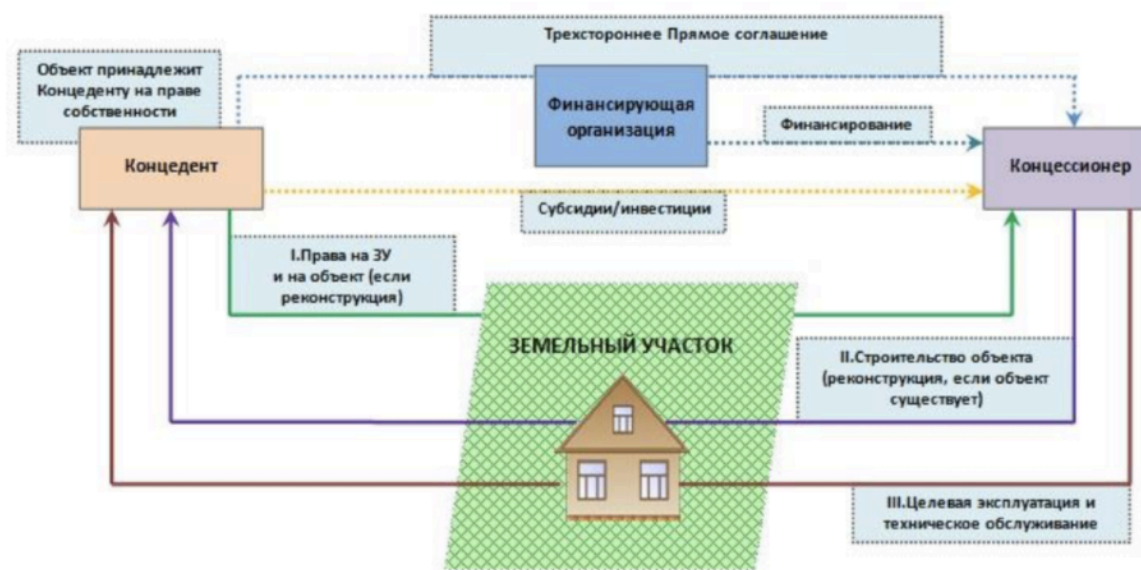 Трехстороннее Прямое соглашение
Объект принадлежит
Концеденту на праве
собственности
Финансирующая
организация
Финансирование
Концедент
Концессионер
Субсидии/инвестиции
I.Права на ЗУ
и на объект (если
реконструкция)
ЗЕМЕЛЬНЫЙ УЧАСТОК
II.Строительство объекта
(реконструкция, если объект
существует)
III.Целевая эксплуатация и
техническое обслуживание